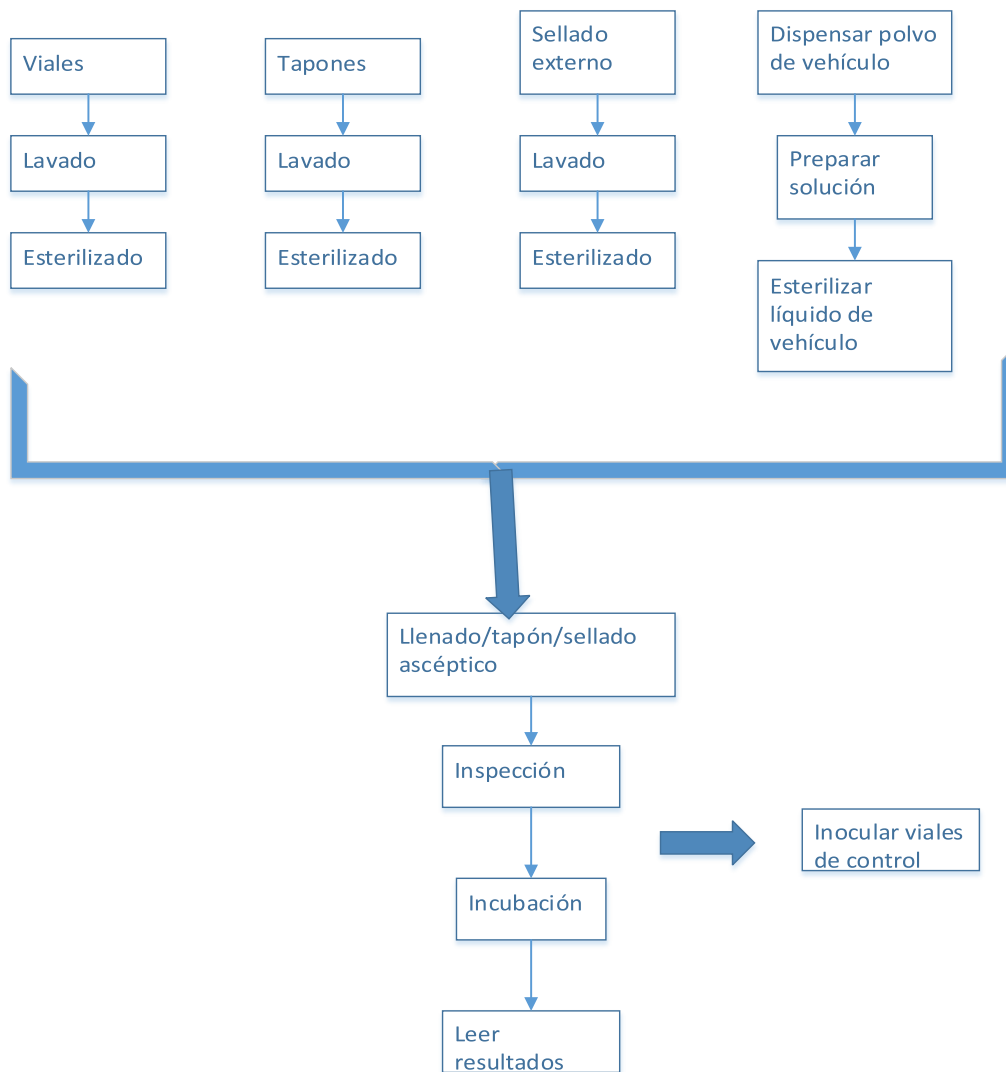 Viales
Tapones
Sellado
externo
Dispensar polvo
de vehículo
Lavado
Lavado
Lavado
Preparar
solución
Esterilizado
Esterilizado
Esterilizado
Esterilizar
líquido de
vehículo
Llenado/tapón/sellado
ascéptico
Inspección
Inocular viales
de control
Incubación
Leer
resultados